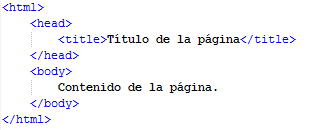 <html>
<head>
<title>Título de la página</title>
</head>
<body>
Contenido de la página.
</body>
</html>